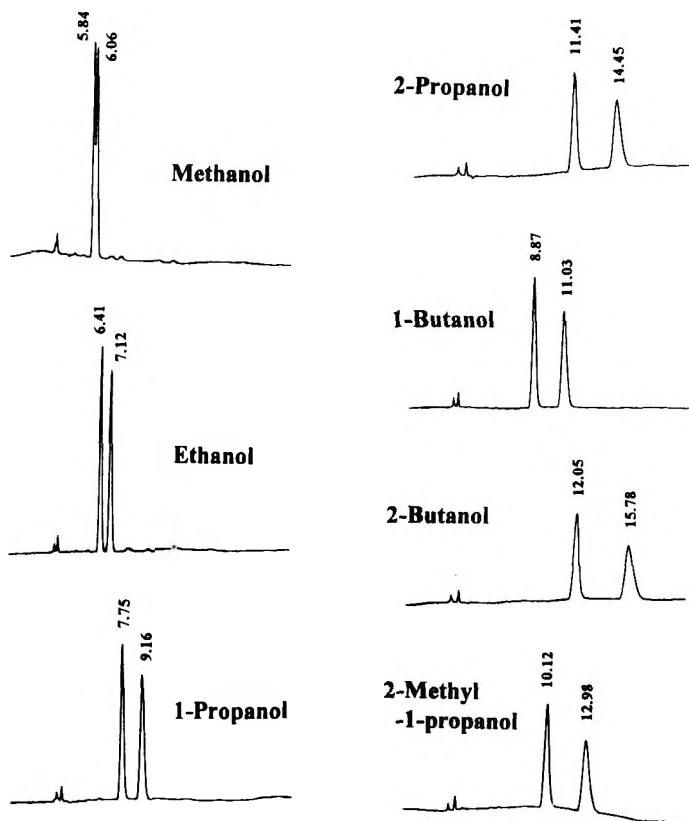 5.84
6.06
Methanol
6.41
7.12
Ethanol
7.75
9.16
1-Propanol
11.41
14.45
2-Propanol
8.87
11.03
1-Butanol
12.05
15.78
2-Butanol
10.12
12.98
2-Methyl
-1-propanol